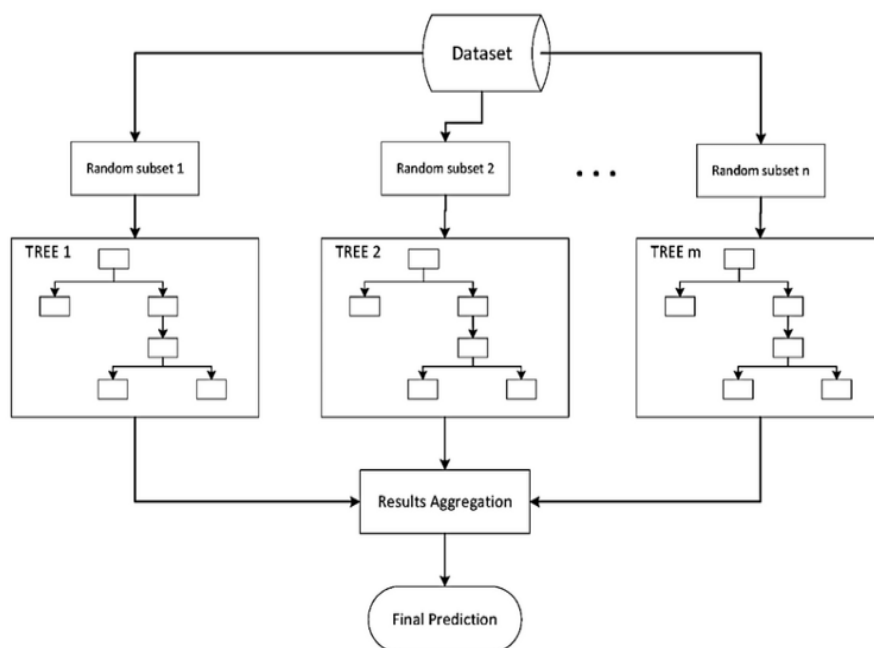 Dataset
Random subset 1
Random subset 2
. . .
Random subset n
TREE 1
TREE 2
TREE m
Results Aggregation
Final Prediction